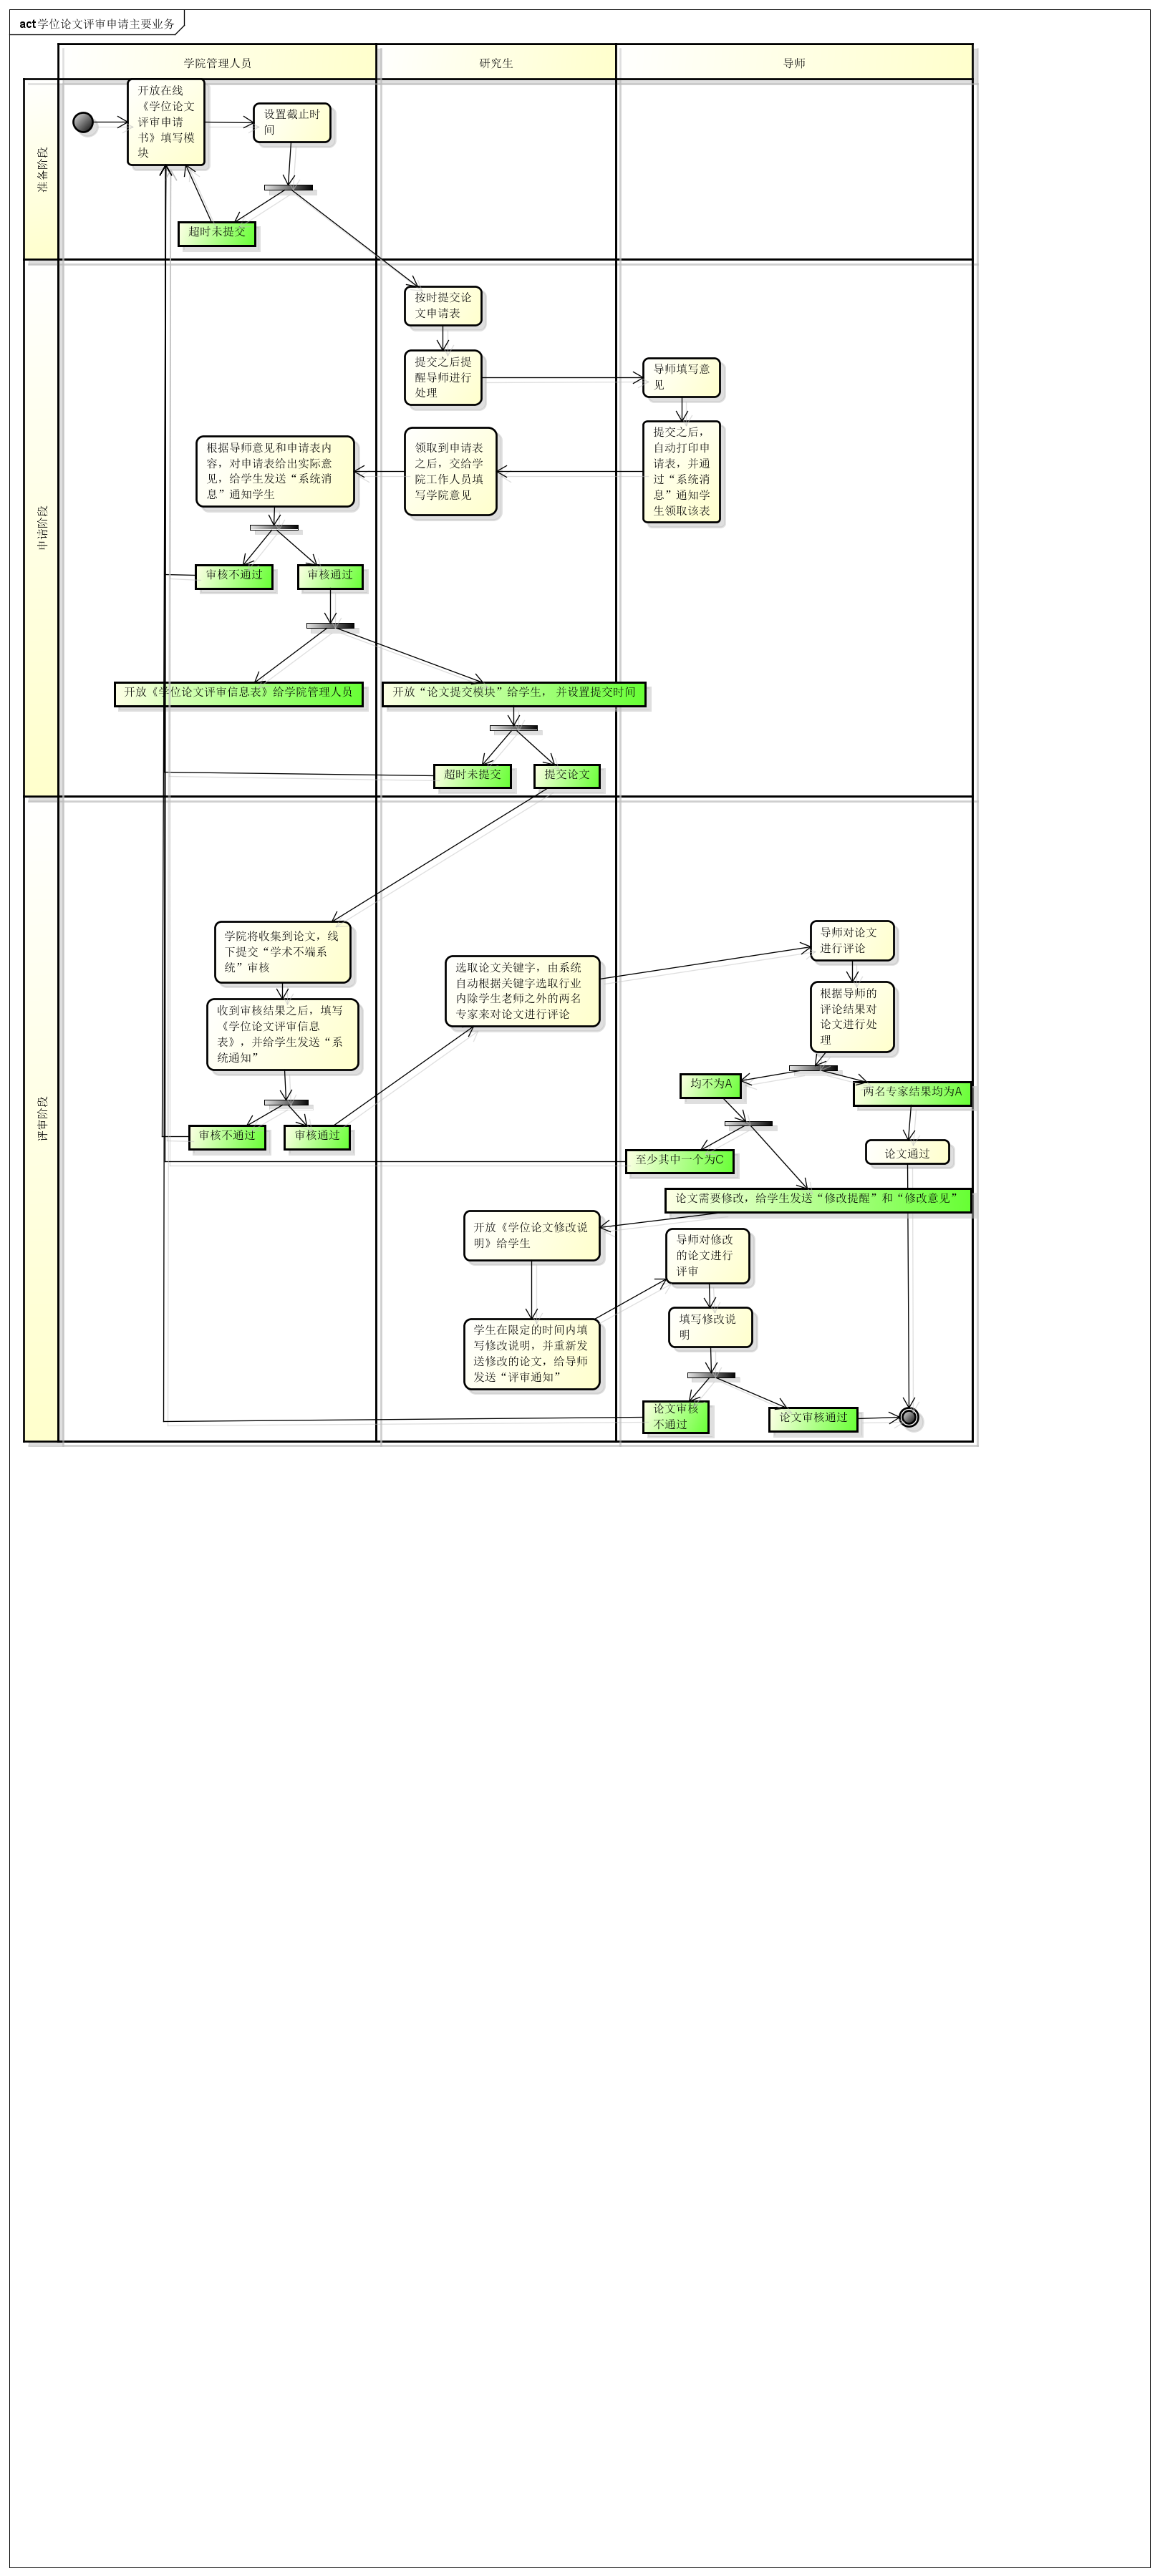 act 学位论文评审申请主要业务
学院管理人员
研究生
导师
准备阶段
开放在线
《学位论文
评审申请
书》填写模
块
设置截止时
间
超时未提交
申请阶段
按时提交论
文申请表
提交之后提
醒导师进行
处理
导师填写意
见
提交之后，
自动打印申
请表，并通
过“系统消
息”通知学
生领取该表
领取到申请表
之后，交给学
院工作人员填
写学院意见
根据导师意见和申请表内
容，对申请表给出实际意
见，给学生发送“系统消
息”通知学生
审核不通过
审核通过
开放《学位论文评审信息表》给学院管理人员
开放“论文提交模块”给学生， 并设置提交时间
超时未提交
提交论文
评审阶段
学院将收集到论文，线
下提交“学术不端系
统”审核
收到审核结果之后，填写
《学位论文评审信息
表》，并给学生发送“系
统通知”
审核不通过
审核通过
选取论文关键字，由系统
自动根据关键字选取行业
内除学生老师之外的两名
专家来对论文进行评论
导师对论文
进行评论
根据导师的
评论结果对
论文进行处
理
均不为A
两名专家结果均为A
至少其中一个为C
论文通过
论文需要修改，给学生发送“修改提醒”和“修改意见”
开放《学位论文修改说
明》给学生
学生在限定的时间内填
写修改说明，并重新发
送修改的论文，给导师
发送“评审通知”
导师对修改
的论文进行
评审
填写修改说
明
论文审核
不通过
论文审核通过